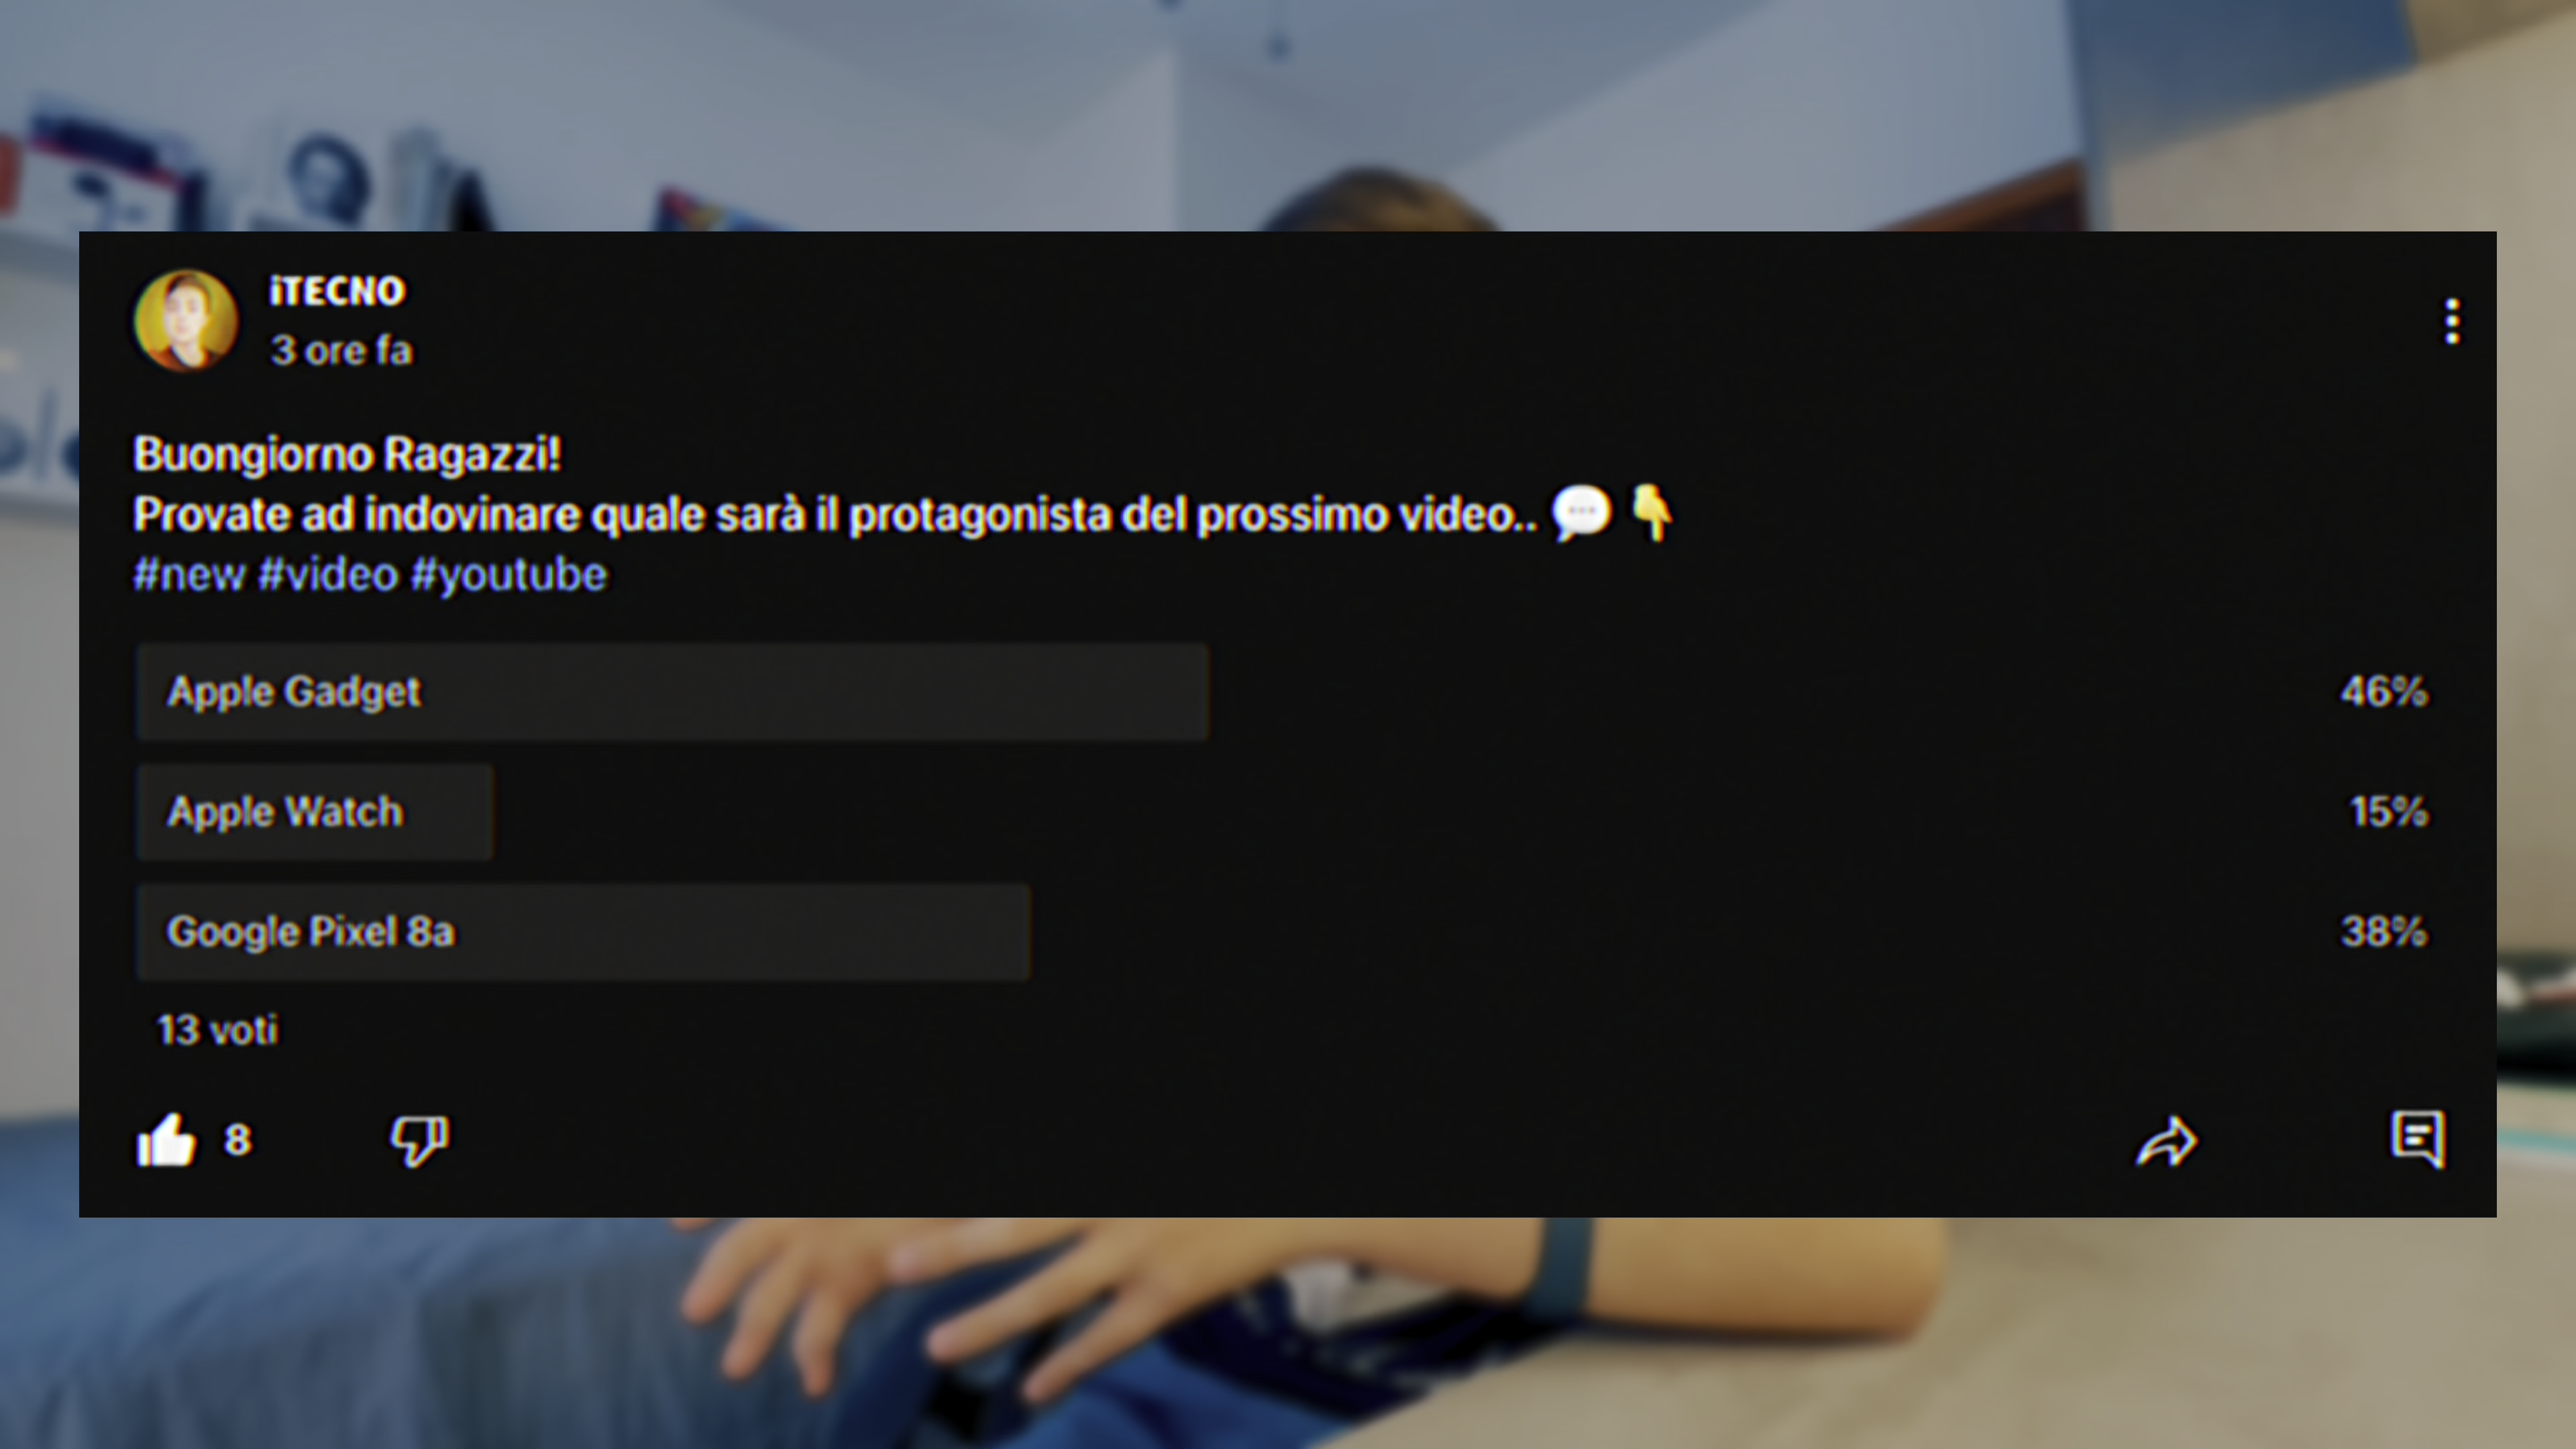 iTECNO
3 ore fa
Buongiorno Ragazzi!
Provate ad indovinare quale sarà il protagonista del prossimo video.. 💬 👇
#new #video #youtube
Apple Gadget 46%
Apple Watch 15%
Google Pixel 8a 38%
13 voti
8